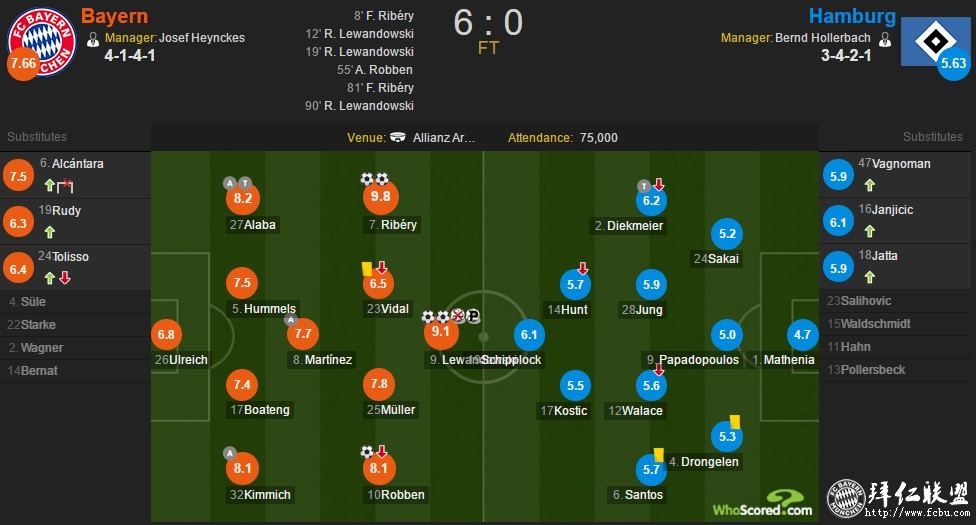 Bayern
Manager: Josef Heynckes
4-1-4-1
FC BAYERN
MÜNCHEN
7.66
8' F. Ribéry
12' R. Lewandowski
19' R. Lewandowski
55' A. Robben
81' F. Ribéry
90' R. Lewandowski
6 : 0
FT
Hamburg
Manager: Bernd Hollerbach
3-4-2-1
5.63
Substitutes
Venue: Allianz Ar... Attendance: 75,000
Substitutes
7.5
6. Alcántara
6.3
19 Rudy
6.4
24 Tolisso
4. Süle
22 Starke
2. Wagner
14 Bernat
A T
8.2
27 Alaba
9.8
7. Ribéry
7.5
5. Hummels
6.5
23 Vidal
6.8
26 Ulreich
A
7.7
8. Martínez
9.1
9. Lewandowski
7.4
17 Boateng
7.8
25 Müller
A
8.1
32 Kimmich
8.1
10 Robben
T
6.2
2. Diekmeier
5.2
24 Sakai
5.7
14 Hunt
5.9
28 Jung
6.1
Schipplock
5.0
9. Papadopoulos
4.7
1. Mathenia
5.5
17 Kostic
5.6
12 Walace
5.3
4. Drongelen
5.7
6. Santos
5.9
47 Vagnoman
6.1
16 Janjicic
5.9
18 Jatta
23 Salihovic
15 Waldschmidt
11 Hahn
13 Pollersbeck
WhoScored.com
FC BAYERN
MÜNCHEN
拜仁联盟
http://www.fcbu.com